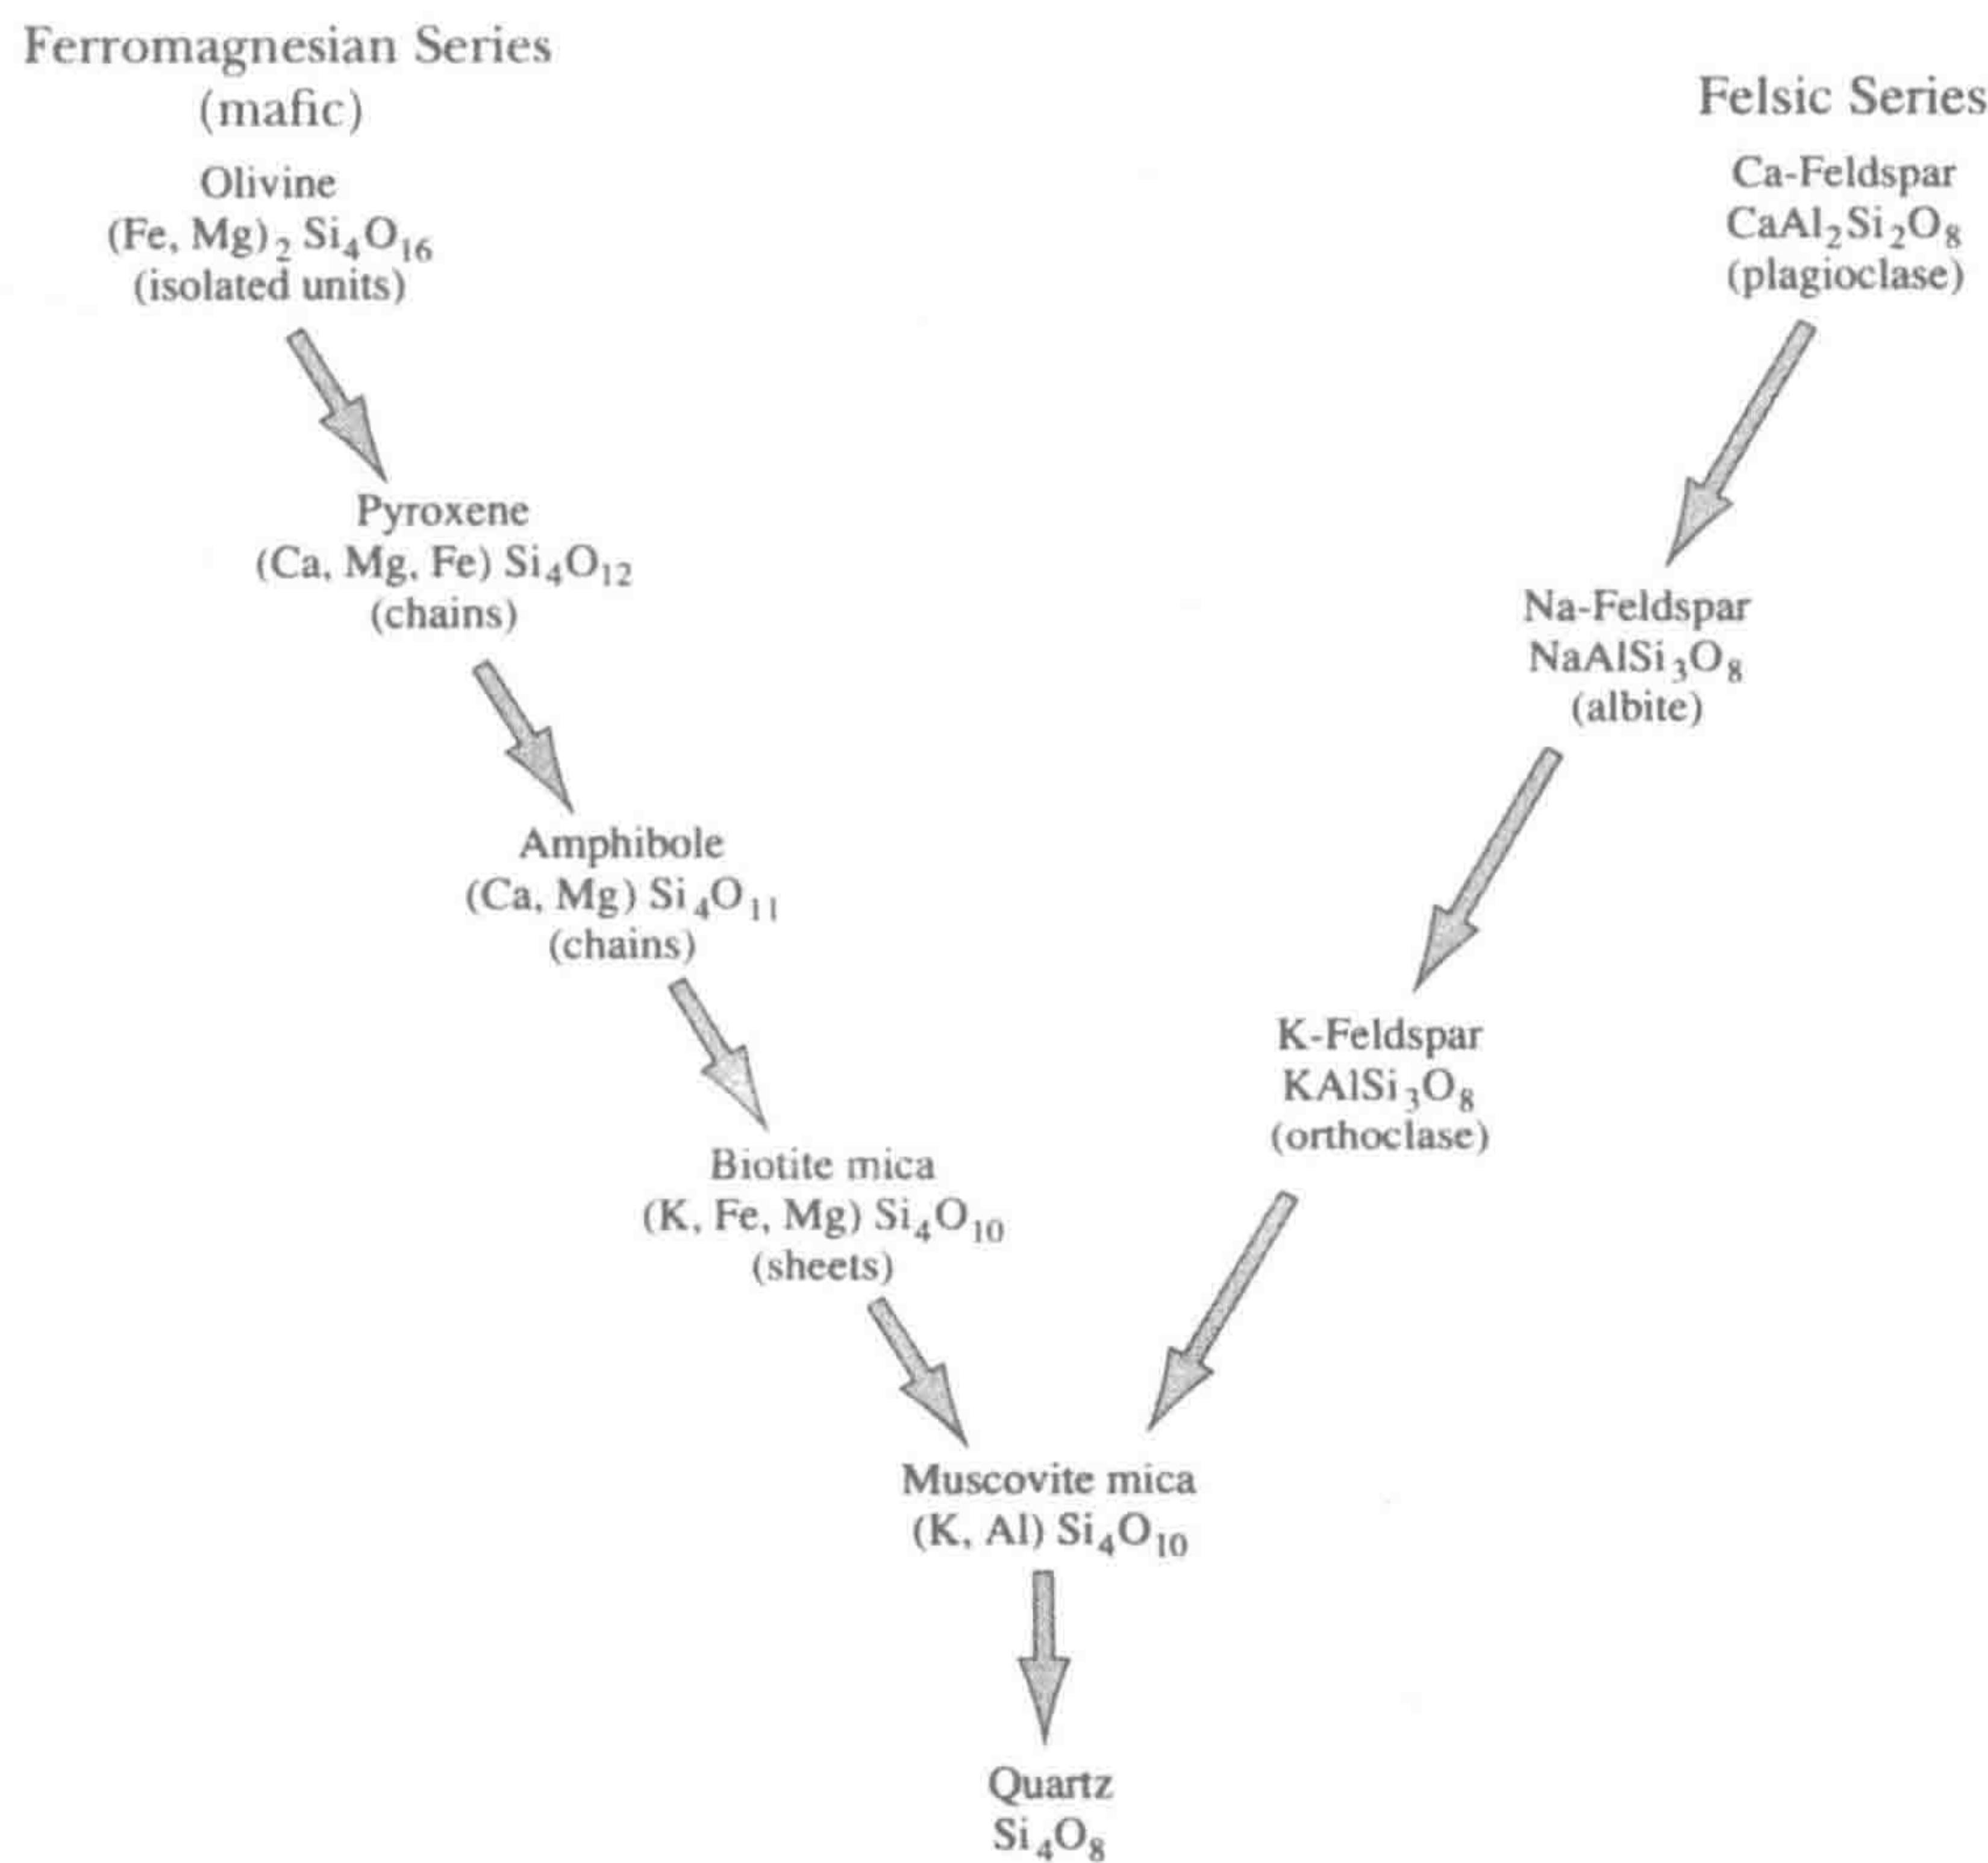 Ferromagnesian Series
(mafic)
Olivine
(Fe, Mg)₂ Si₄O₁₆
(isolated units)
Pyroxene
(Ca, Mg, Fe) Si₄O₁₂
(chains)
Amphibole
(Ca, Mg) Si₄O₁₁
(chains)
Biotite mica
(K, Fe, Mg) Si₄O₁₀
(sheets)
Felsic Series
Ca-Feldspar
CaAl₂Si₂O₈
(plagioclase)
Na-Feldspar
NaAlSi₃O₈
(albite)
K-Feldspar
KAlSi₃O₈
(orthoclase)
Muscovite mica
(K, Al) Si₄O₁₀
Quartz
Si₄O₈